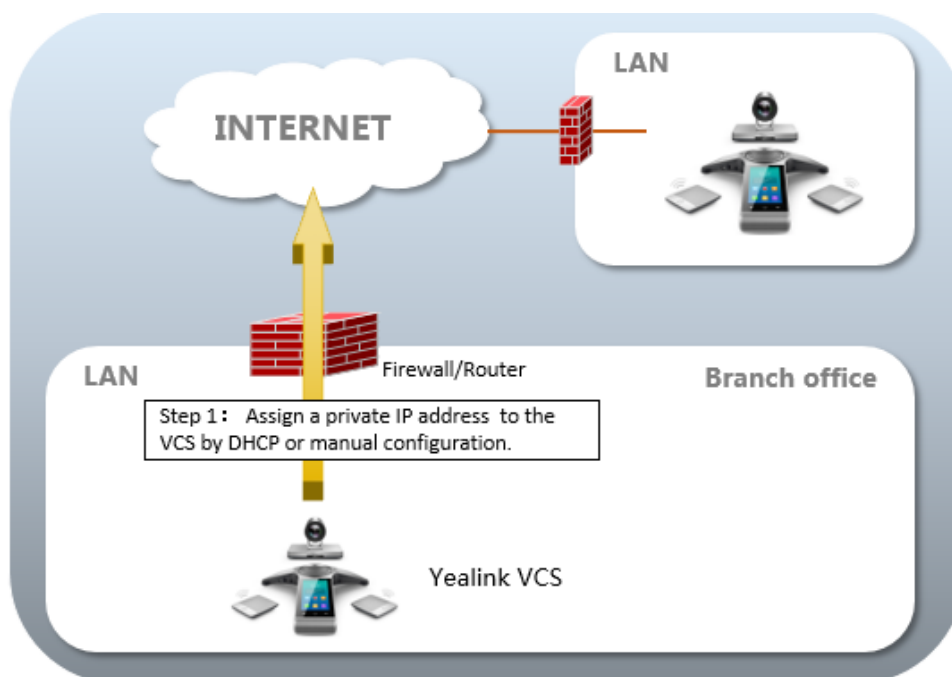 LAN
INTERNET
Firewall/Router
LAN
Branch office
Step 1： Assign a private IP address to the
VCS by DHCP or manual configuration.
Yealink VCS